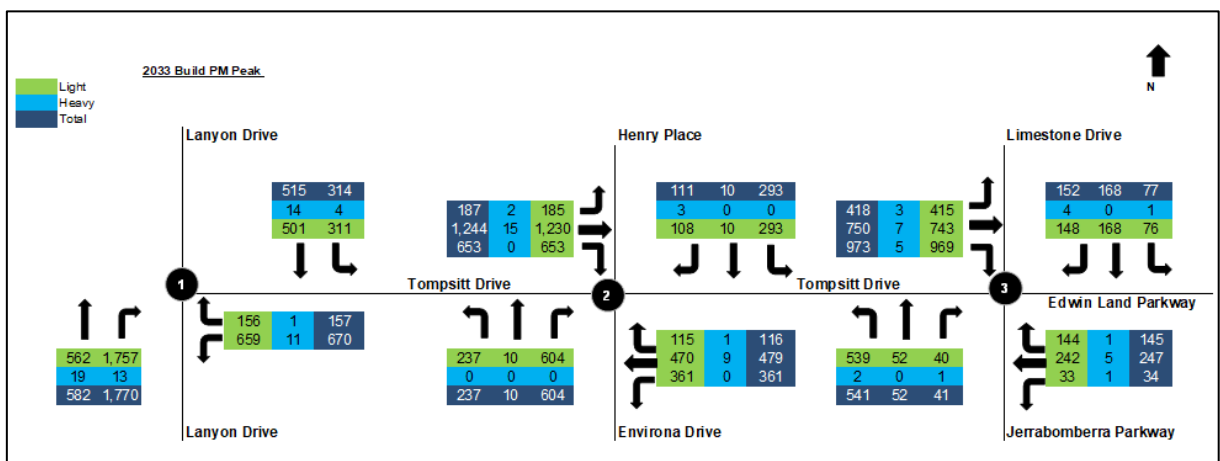 2033 Build PM Peak
Light
Heavy
Total
N
Lanyon Drive
Henry Place
Limestone Drive
515 314
14 4
501 311
187 2 185
1,244 15 1,230
653 0 653
111 10 293
3 0 0
108 10 293
418 3 415
750 7 743
973 5 969
152 168 77
4 0 1
148 168 76
1
Tompsitt Drive
2
Tompsitt Drive
3
Edwin Land Parkway
562 1,757
19 13
582 1,770
156 1 157
659 11 670
237 10 604
0 0 0
237 10 604
115 1 116
470 9 479
361 0 361
539 52 40
2 0 1
541 52 41
144 1 145
242 5 247
33 1 34
Lanyon Drive
Environa Drive
Jerrabomberra Parkway